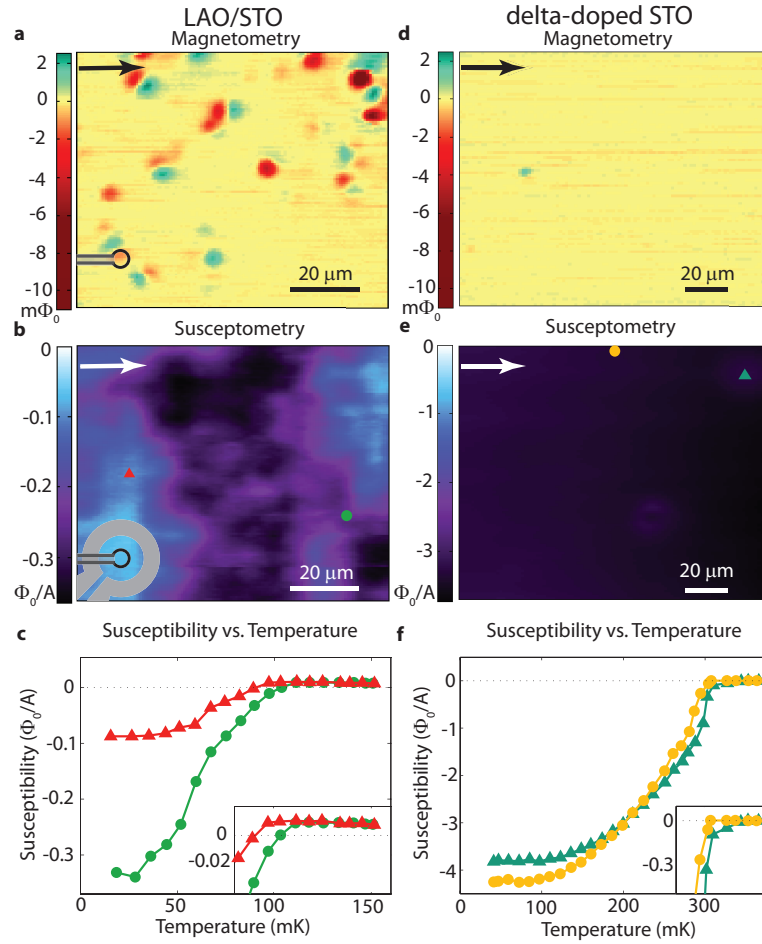 LAO/STO
delta-doped STO
a
Magnetometry
d
Magnetometry
2
0
-2
-4
-6
-8
-10
mΦ0
20 μm
2
0
-2
-4
-6
-8
-10
mΦ0
20 μm
b
Susceptometry
e
Susceptometry
0
-0.1
-0.2
-0.3
Φ0/A
20 μm
0
-1
-2
-3
Φ0/A
20 μm
c
Susceptibility vs. Temperature
f
Susceptibility vs. Temperature
Susceptibility (Φ0/A)
0
-0.1
-0.2
-0.3
0
-0.02
0
50
100
150
Temperature (mK)
Susceptibility (Φ0/A)
0
-1
-2
-3
-4
0
-0.3
0
100
200
300
Temperature (mK)